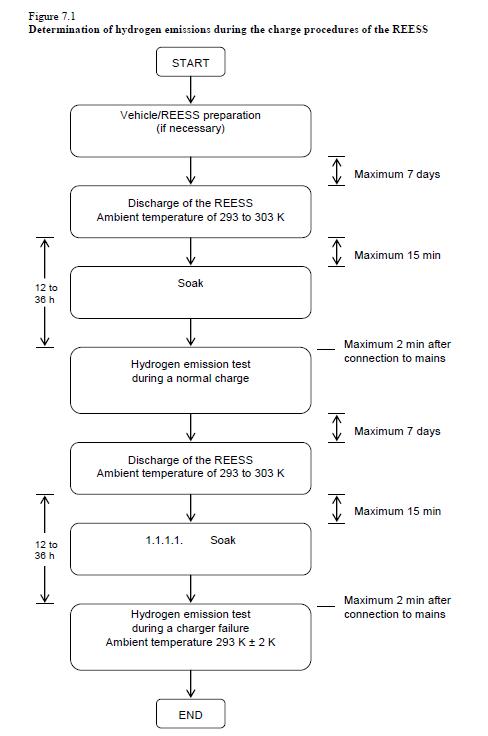 Figure 7.1
Determination of hydrogen emissions during the charge procedures of the REESS
START
Vehicle/REESS preparation
(if necessary)
Maximum 7 days
Discharge of the REESS
Ambient temperature of 293 to 303 K
Maximum 15 min
12 to
36 h
Soak
Maximum 2 min after
connection to mains
Hydrogen emission test
during a normal charge
Maximum 7 days
Discharge of the REESS
Ambient temperature of 293 to 303 K
Maximum 15 min
12 to
36 h
1.1.1.1. Soak
Maximum 2 min after
connection to mains
Hydrogen emission test
during a charger failure
Ambient temperature 293 K ± 2 K
END